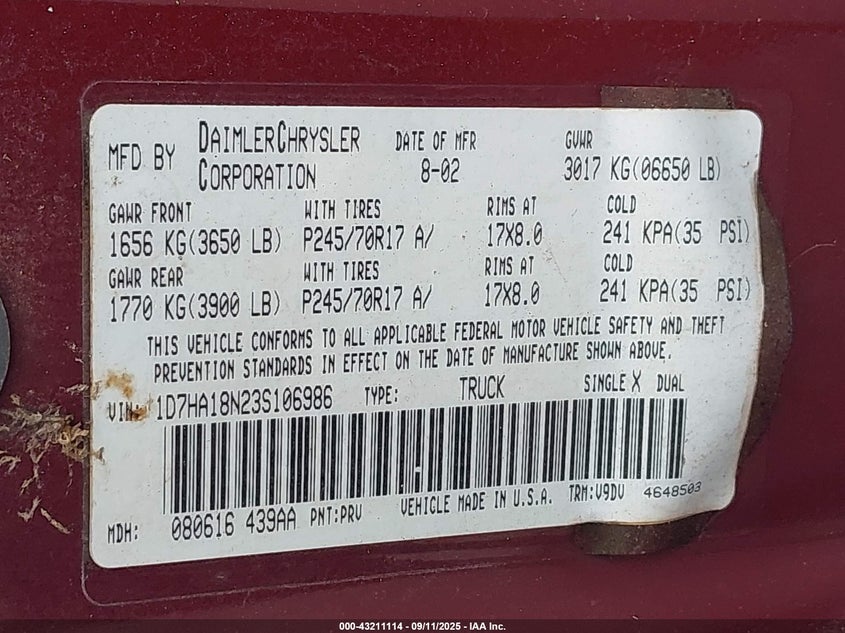 MFD BY DAIMLERCHRYSLER CORPORATION DATE OF MFR 8-02 GVWR 3017 KG(06650 LB)
GAWR FRONT WITH TIRES RIMS AT COLD
1656 KG(3650 LB) P245/70R17 A/ 17X8.0 241 KPA(35 PSI)
GAWR REAR WITH TIRES RIMS AT COLD
1770 KG(3900 LB) P245/70R17 A/ 17X8.0 241 KPA(35 PSI)
THIS VEHICLE CONFORMS TO ALL APPLICABLE FEDERAL MOTOR VEHICLE SAFETY AND THEFT
PREVENTION STANDARDS IN EFFECT ON THE DATE OF MANUFACTURE SHOWN ABOVE.
VIN: 1D7HA18N23S106986 TYPE: TRUCK SINGLE X DUAL
MDH: 080616 439AA PNT:PRV VEHICLE MADE IN U.S.A. TRM:V9DV 4648503
000-43211114 - 09/11/2025 - IAA Inc.